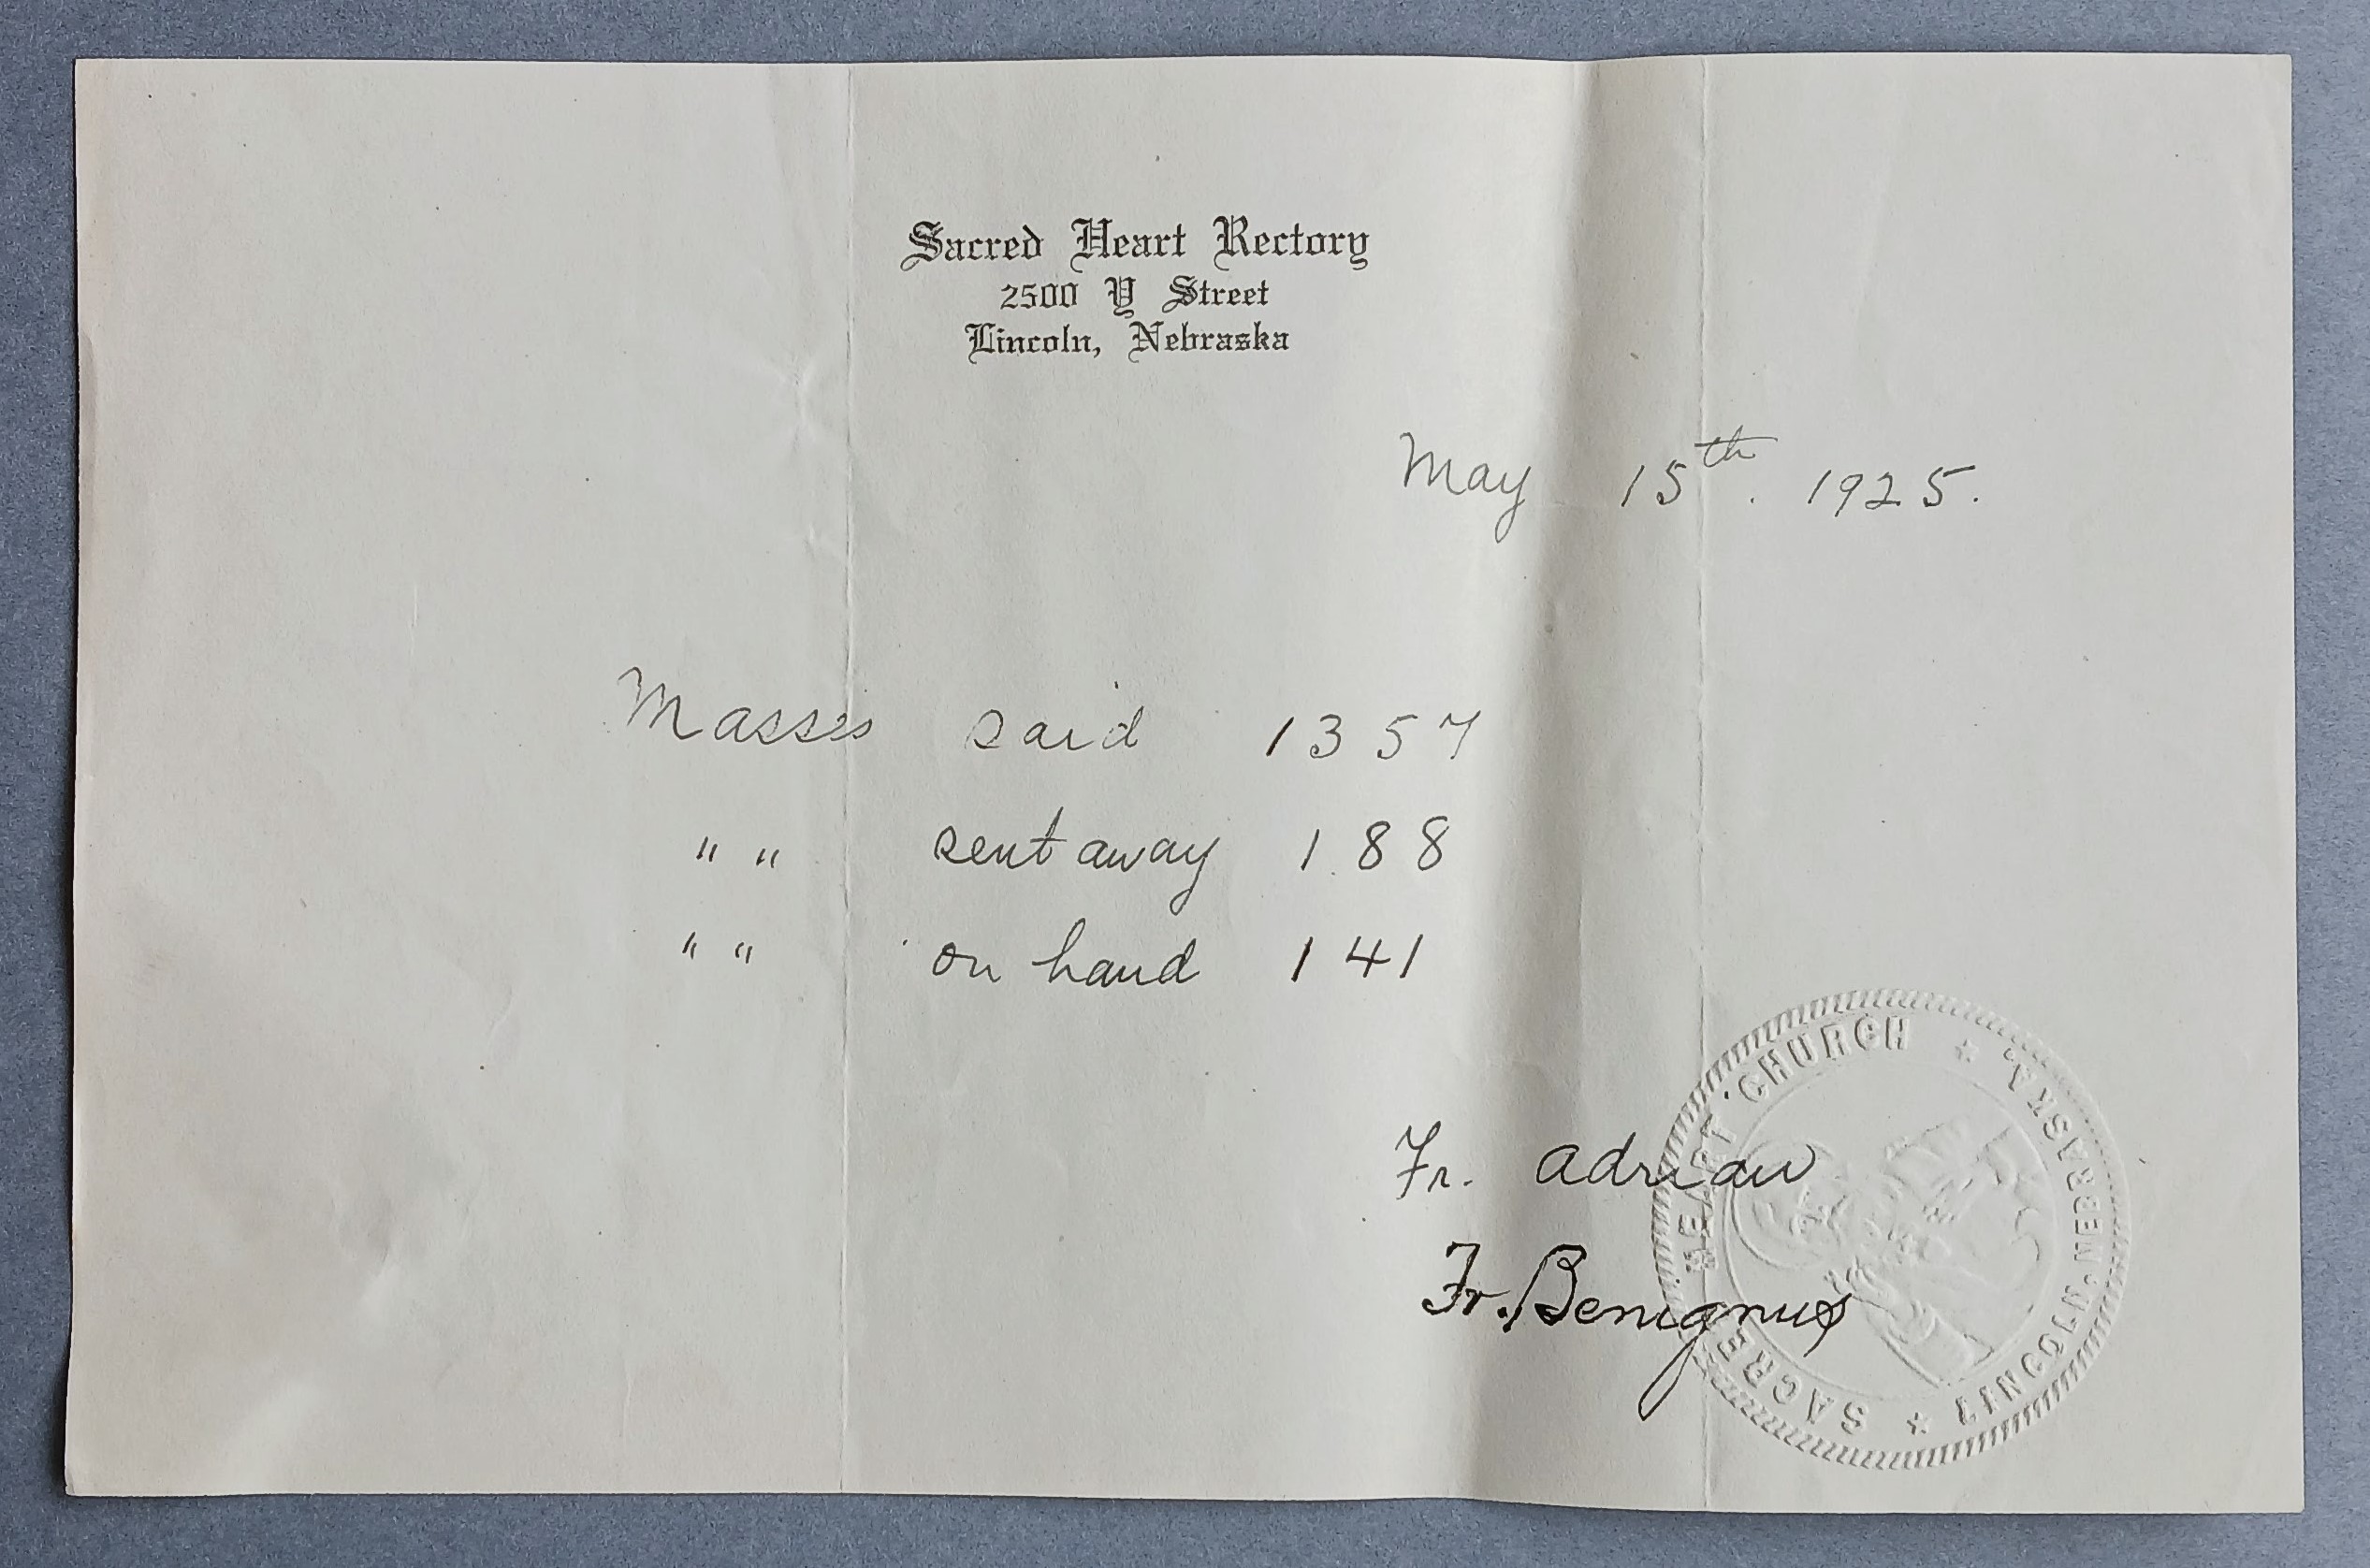 Sacred Heart Rectory
2500 Y Street
Lincoln, Nebraska
May 15th. 1925.
Masses said 1357
" " sent away 188
" " on hand 141
Fr. Adrian
Fr. Benignus
SACRED HEART CHURCH
LINCOLN, NEBRASKA.